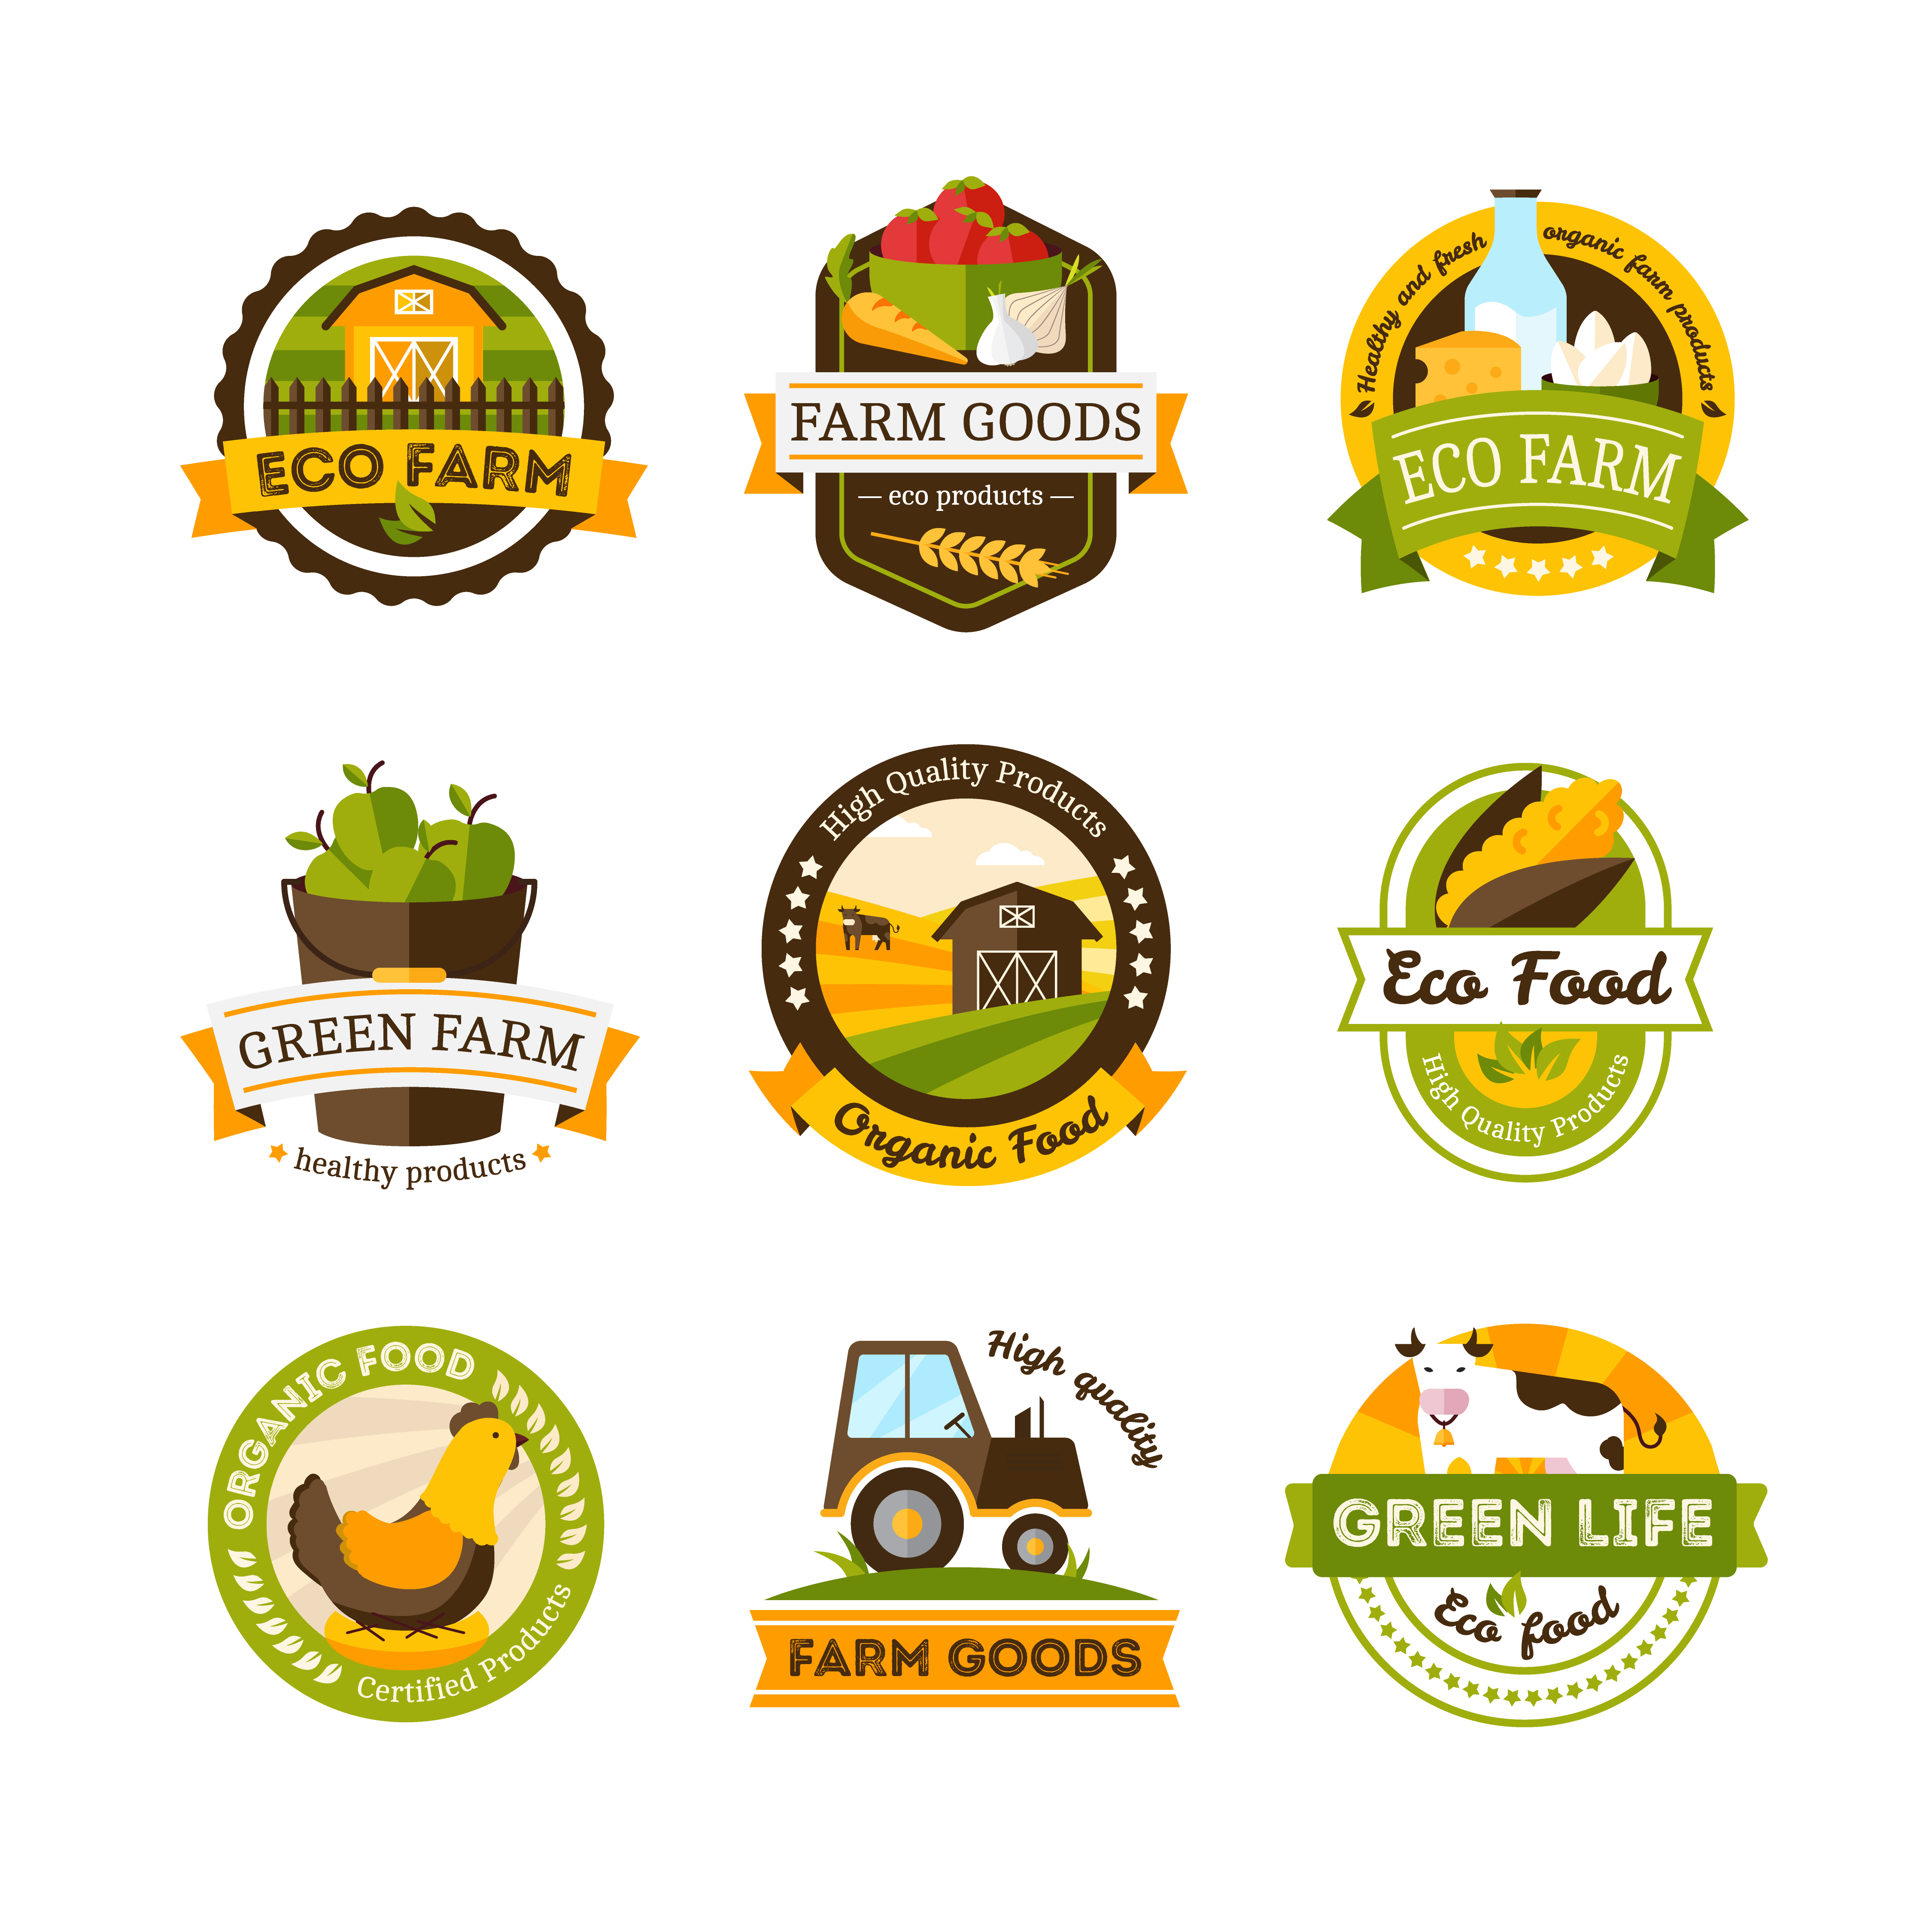 ECO FARM
FARM GOODS
— eco products —
Healthy and fresh organic farm products
ECO FARM
GREEN FARM
healthy products
High Quality Products
Organic Food
Eco Food
High Quality Products
ORGANIC FOOD
Certified Products
High quality
FARM GOODS
GREEN LIFE
Eco food